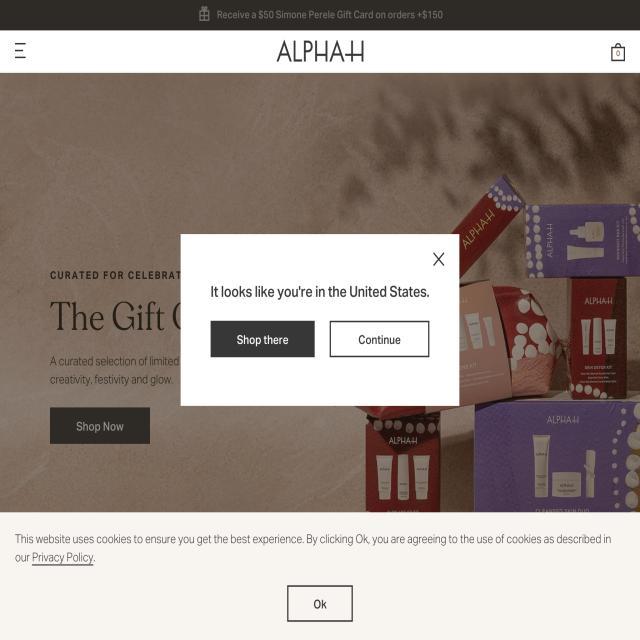 Receive a $50 Simone Perele Gift Card on orders +$150
ALPHA-H
0
ALPHA-H
CURATED FOR CELEBRAT
The Gift
A curated selection of limited
creativity, festivity and glow.
Shop Now
X
It looks like you're in the United States.
Shop there
Continue
ALPHA-H
ALPHA-H
ALPHA-H
ALPHA-H
This website uses cookies to ensure you get the best experience. By clicking Ok, you are agreeing to the use of cookies as described in
our Privacy Policy.
Ok